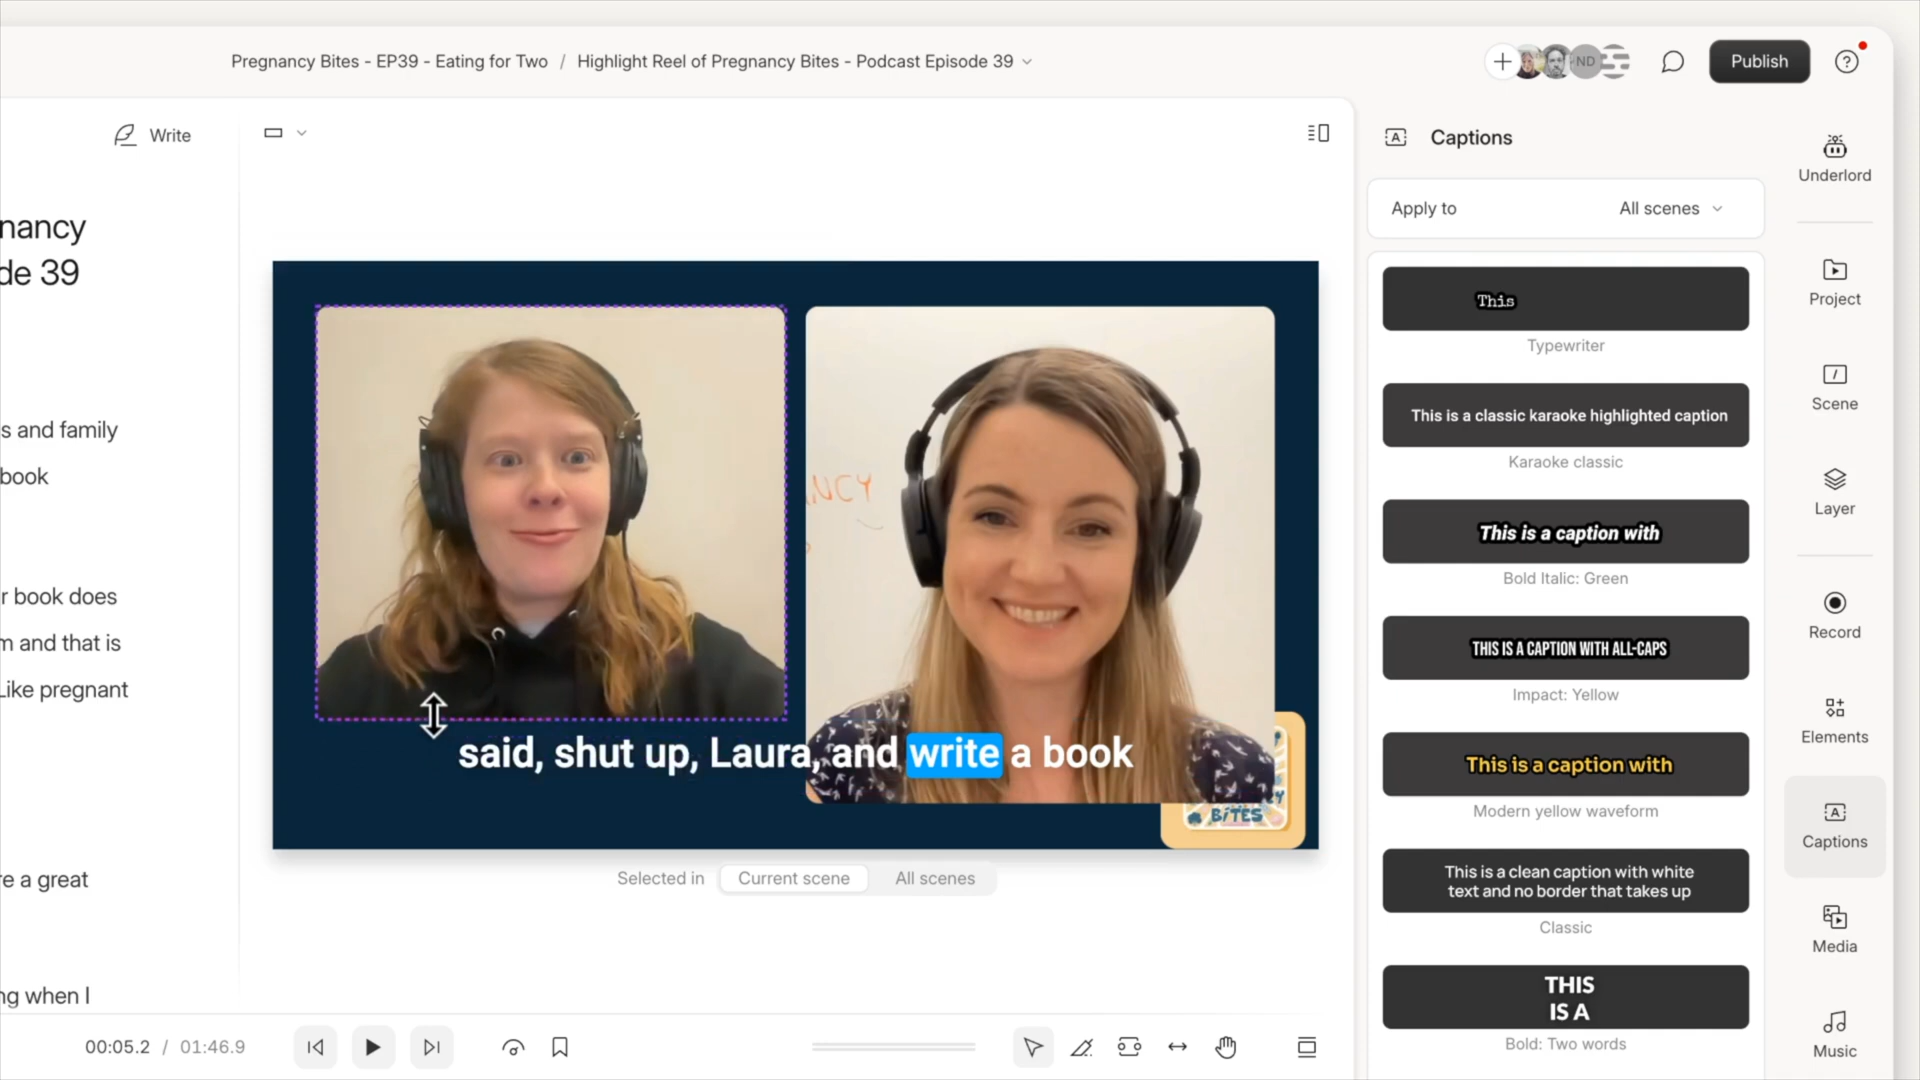 Pregnancy Bites - EP39 - Eating for Two / Highlight Reel of Pregnancy Bites - Podcast Episode 39
ND
Publish
Write
nancy
de 39
s and family
book
r book does
m and that is
Like pregnant
re a great
ng when I
NCY
said, shut up, Laura, and write a book
BITES
Selected in
Current scene
All scenes
00:05.2 / 01:46.9
Captions
Apply to
All scenes
This
Typewriter
This is a classic karaoke highlighted caption
Karaoke classic
This is a caption with
Bold Italic: Green
THIS IS A CAPTION WITH ALL-CAPS
Impact: Yellow
This is a caption with
Modern yellow waveform
This is a clean caption with white
text and no border that takes up
Classic
THIS
IS A
Bold: Two words
Underlord
Project
Scene
Layer
Record
Elements
Captions
Media
Music